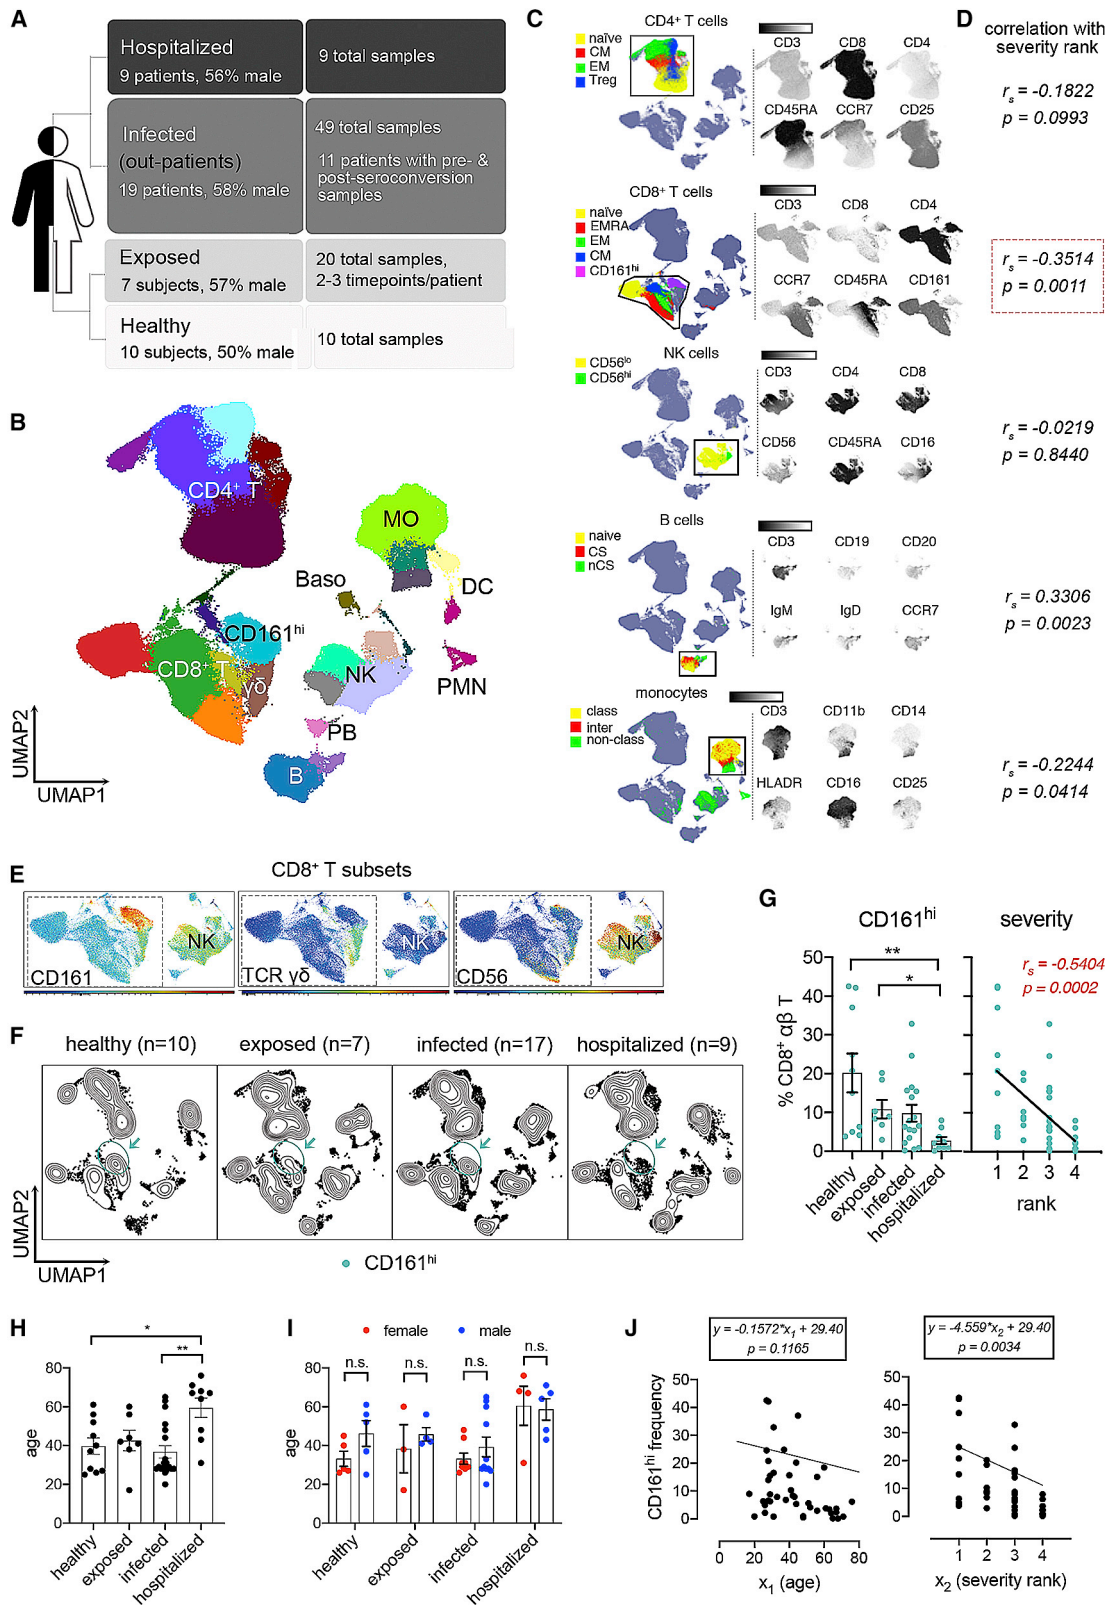 A
Hospitalized
9 patients, 56% male
9 total samples
Infected
(out-patients)
19 patients, 58% male
49 total samples
11 patients with pre- &
post-seroconversion
samples
Exposed
7 subjects, 57% male
20 total samples,
2-3 timepoints/patient
Healthy
10 subjects, 50% male
10 total samples
B
CD4⁺ T
MO
Baso
DC
CD161ʰⁱ
CD8⁺ T
γδ
NK
PMN
PB
B
UMAP2
UMAP1
C
CD4⁺ T cells
naïve
CM
EM
Treg
CD3
CD8
CD4
CD45RA
CCR7
CD25
CD8⁺ T cells
naïve
EMRA
EM
CM
CD161ʰⁱ
CD3
CD8
CD4
CCR7
CD45RA
CD161
NK cells
CD56ˡᵒ
CD56ʰⁱ
CD3
CD4
CD8
CD56
CD45RA
CD16
B cells
naive
CS
nCS
CD3
CD19
CD20
IgM
IgD
CCR7
monocytes
class
inter
non-class
CD3
CD11b
CD14
HLADR
CD16
CD25
D
correlation with
severity rank
rₛ = -0.1822
p = 0.0993
rₛ = -0.3514
p = 0.0011
rₛ = -0.0219
p = 0.8440
rₛ = 0.3306
p = 0.0023
rₛ = -0.2244
p = 0.0414
E
CD8⁺ T subsets
CD161
NK
TCR γδ
NK
CD56
NK
F
healthy (n=10)
exposed (n=7)
infected (n=17)
hospitalized (n=9)
UMAP2
UMAP1
CD161ʰⁱ
G
CD161ʰⁱ
severity
**
*
rₛ = -0.5404
p = 0.0002
% CD8⁺ αβ T
50
40
30
20
10
0
healthy
exposed
infected
hospitalized
1 2 3 4
rank
H
*
**
age
80
60
40
20
0
healthy
exposed
infected
hospitalized
I
female
male
n.s.
n.s.
n.s.
n.s.
age
80
60
40
20
0
healthy
exposed
infected
hospitalized
J
y = -0.1572*x₁ + 29.40
p = 0.1165
CD161ʰⁱ frequency
50
40
30
20
10
0
0 20 40 60 80
x₁ (age)
y = -4.559*x₂ + 29.40
p = 0.0034
50
40
30
20
10
0
1 2 3 4
x₂ (severity rank)